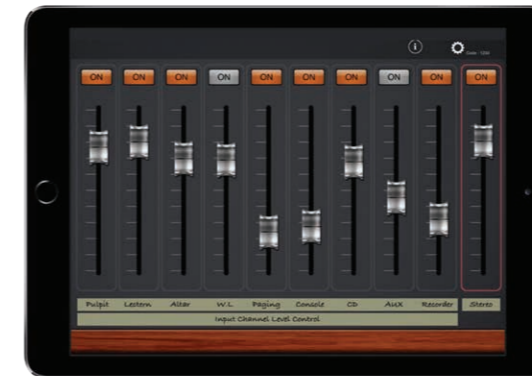 ON ON ON ON ON ON ON ON ON ON
Pulpit Lectern Altar W.L Paging Console CD AUX Recorder Stereo
Input Channel Level Control